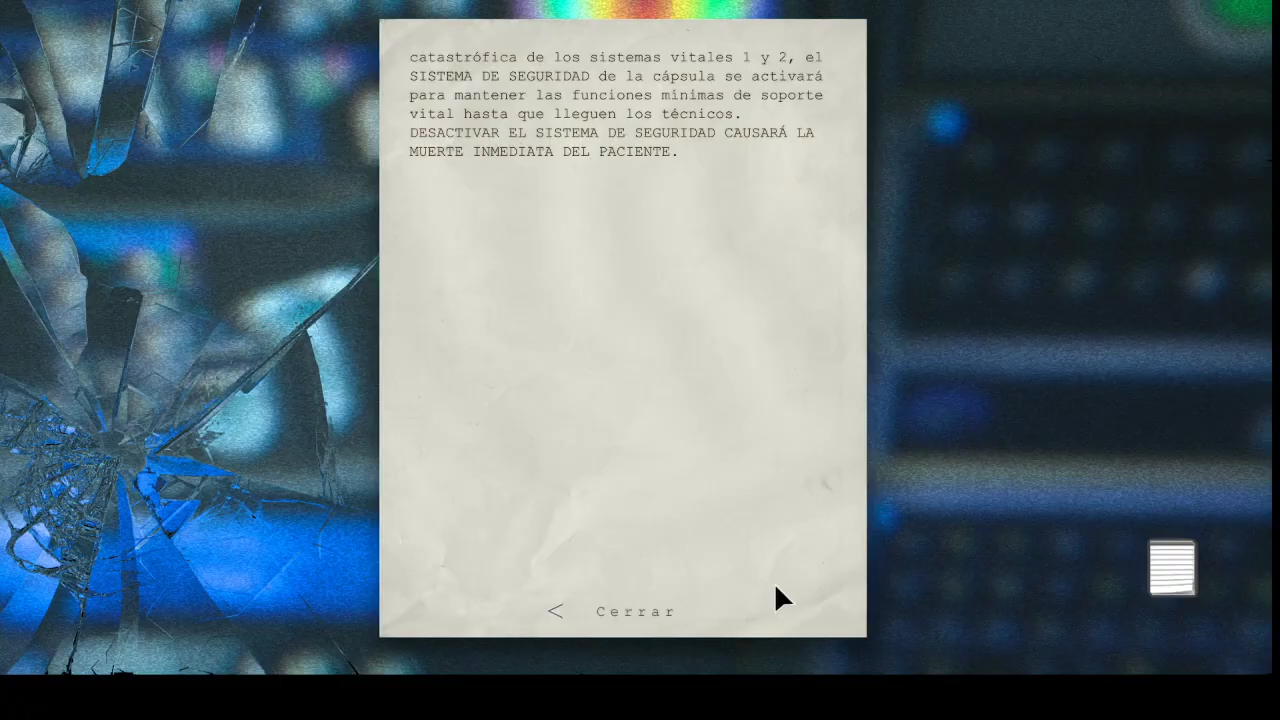 catastrófica de los sistemas vitales 1 y 2, el
SISTEMA DE SEGURIDAD de la cápsula se activará
para mantener las funciones mínimas de soporte
vital hasta que lleguen los técnicos.
DESACTIVAR EL SISTEMA DE SEGURIDAD CAUSARÁ LA
MUERTE INMEDIATA DEL PACIENTE.
< Cerrar